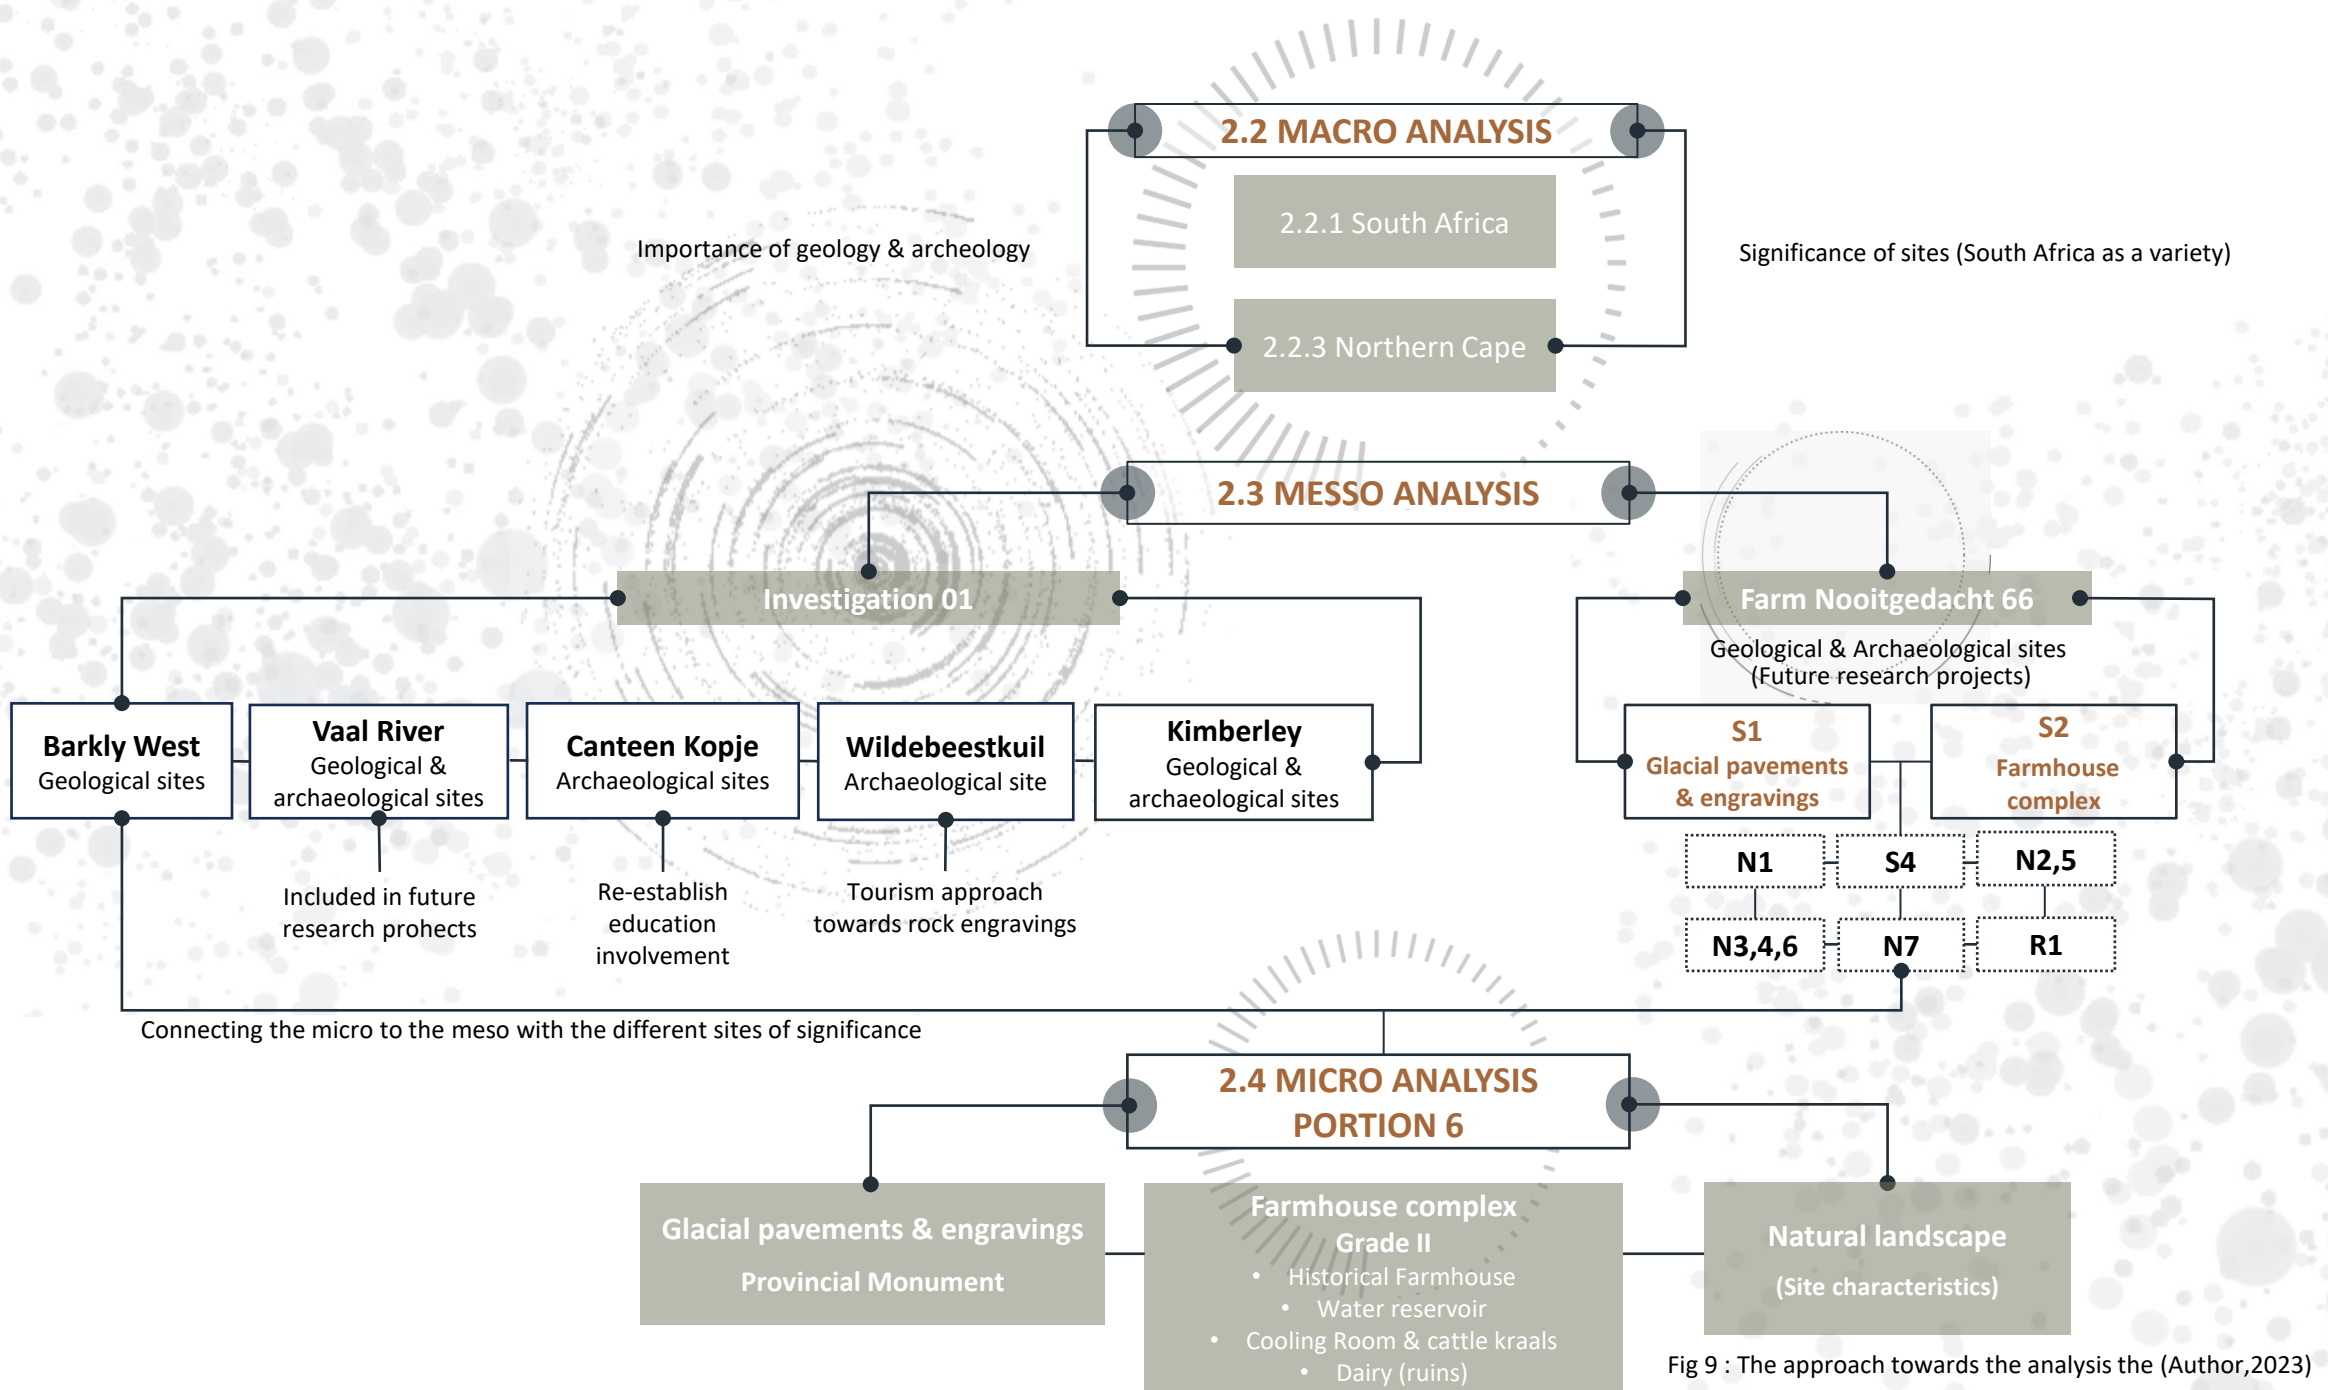 2.2 MACRO ANALYSIS
2.2.1 South Africa
Importance of geology & archeology
Significance of sites (South Africa as a variety)
2.2.3 Northern Cape
2.3 MESSO ANALYSIS
Investigation 01
Farm Nooitgedacht 66
Geological & Archaeological sites
(Future research projects)
Barkly West
Geological sites
Vaal River
Geological &
archaeological sites
Canteen Kopje
Archaeological sites
Wildebeestkuil
Archaeological site
Kimberley
Geological &
archaeological sites
S1
Glacial pavements
& engravings
S2
Farmhouse
complex
Included in future
research prohects
Re-establish
education
involvement
Tourism approach
towards rock engravings
N1
S4
N2,5
N3,4,6
N7
R1
Connecting the micro to the meso with the different sites of significance
2.4 MICRO ANALYSIS
PORTION 6
Glacial pavements & engravings
Provincial Monument
Farmhouse complex
Grade II
• Historical Farmhouse
• Water reservoir
• Cooling Room & cattle kraals
• Dairy (ruins)
Natural landscape
(Site characteristics)
Fig 9 : The approach towards the analysis the (Author,2023)